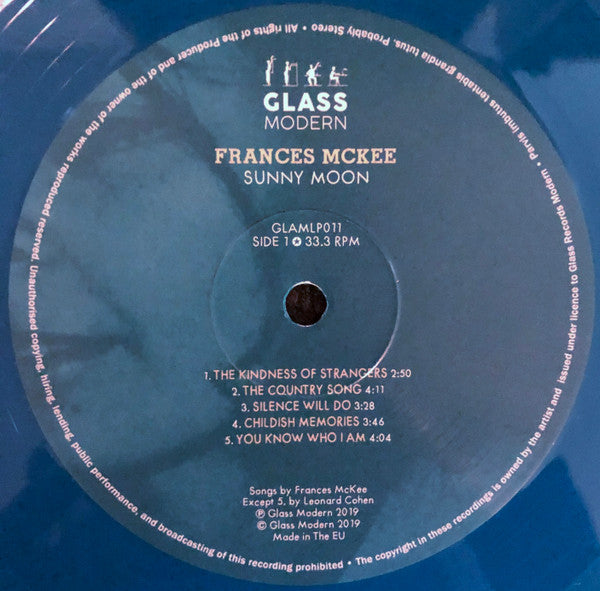 GLASS
MODERN
FRANCES MCKEE
SUNNY MOON
GLAMLP011
SIDE 1 ✪ 33.3 RPM
1. THE KINDNESS OF STRANGERS 2:50
2. THE COUNTRY SONG 4:11
3. SILENCE WILL DO 3:28
4. CHILDISH MEMORIES 3:46
5. YOU KNOW WHO I AM 4:04
Songs by Frances McKee
Except 5, by Leonard Cohen
Ⓟ Glass Modern 2019
© Glass Modern 2019
Made in The EU
• All rights of the Producer and of the owner of the works reproduced reserved. Unauthorised copying, hiring, lending, public performance, and broadcasting of this recording prohibited • The copyright in these recordings is owned by the artist and issued under licence to Glass Records Modern • Parvis imbutus tentabis grandia tutus. Probably Stereo